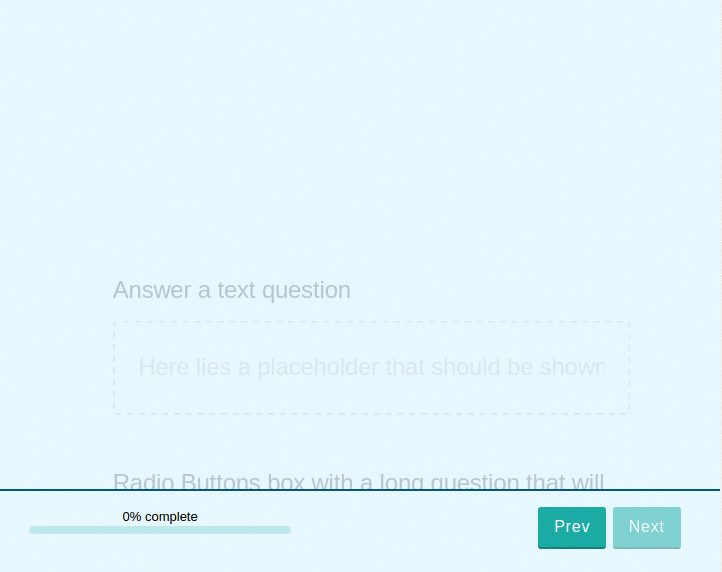 Answer a text question
Here lies a placeholder that should be shown
Radio Buttons box with a long question that will
0% complete
Prev
Next